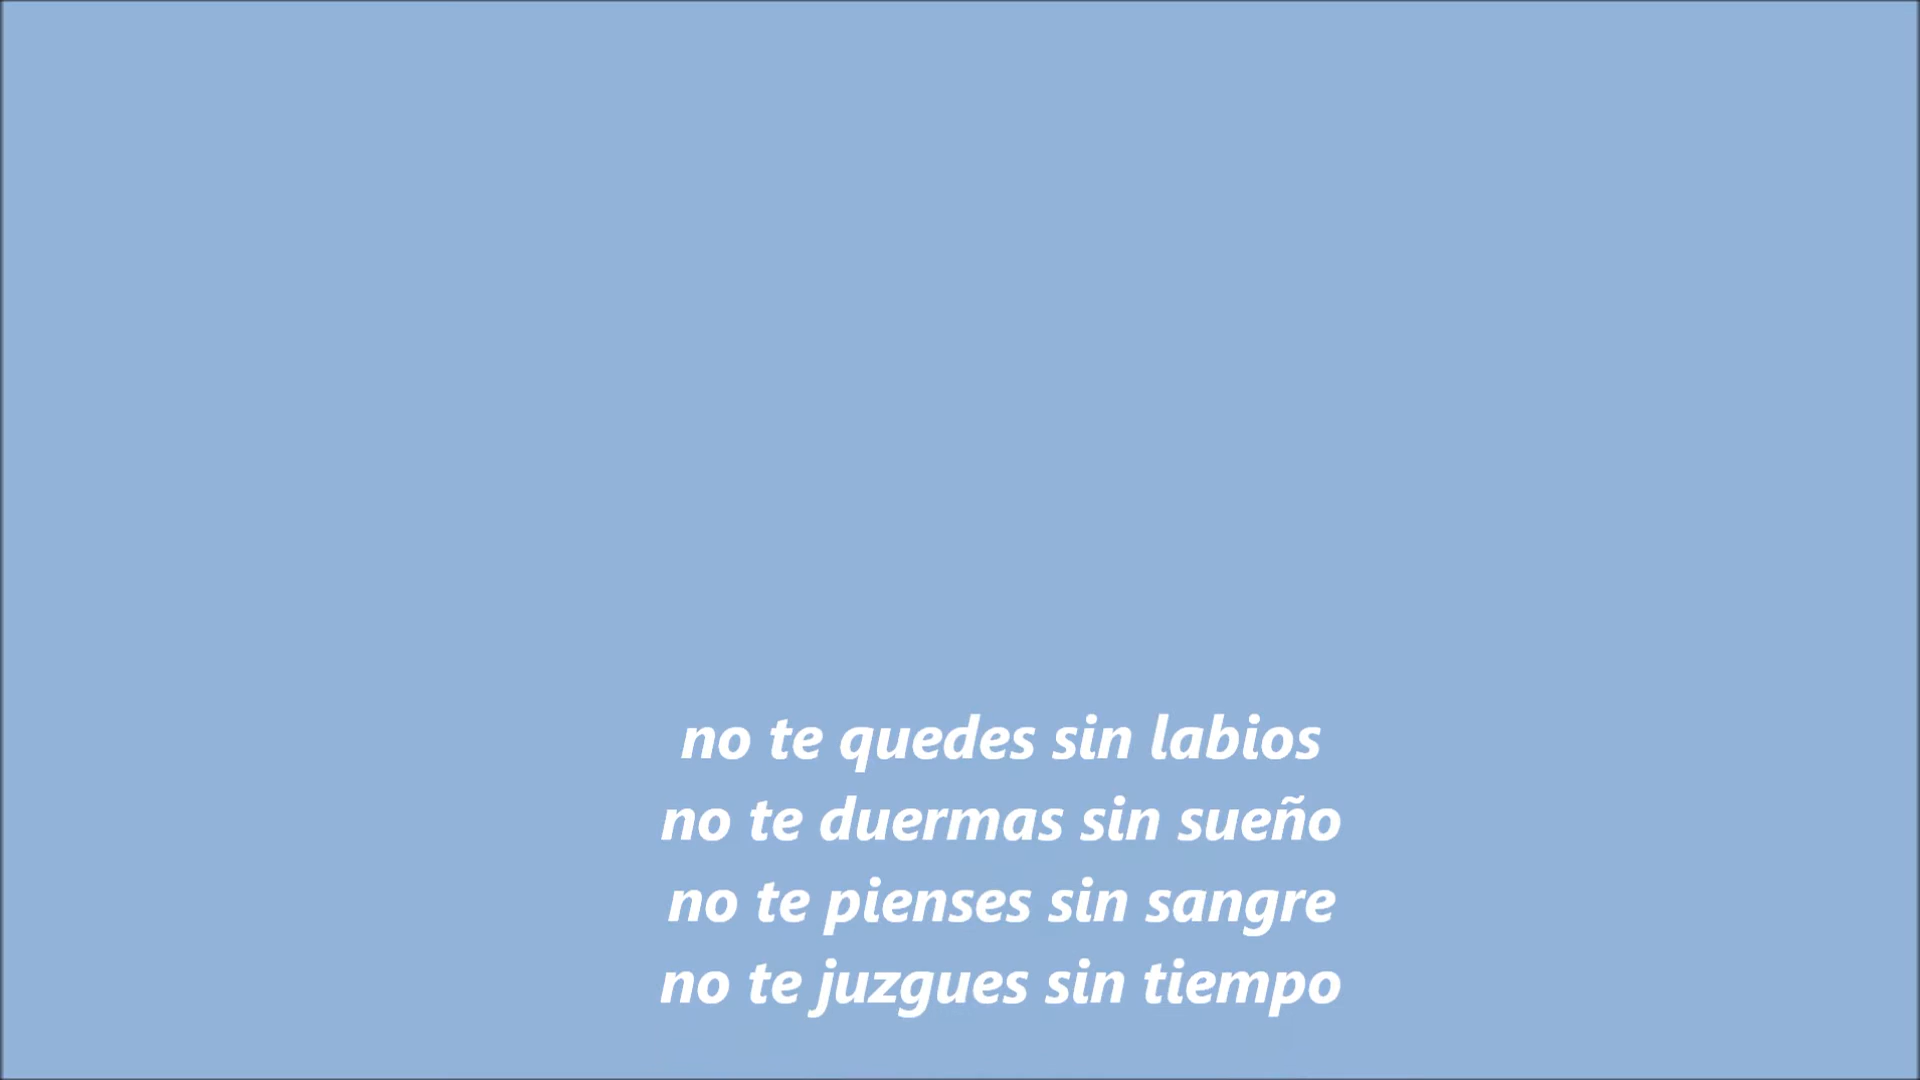 no te quedes sin labios
no te duermas sin sueño
no te pienses sin sangre
no te juzgues sin tiempo